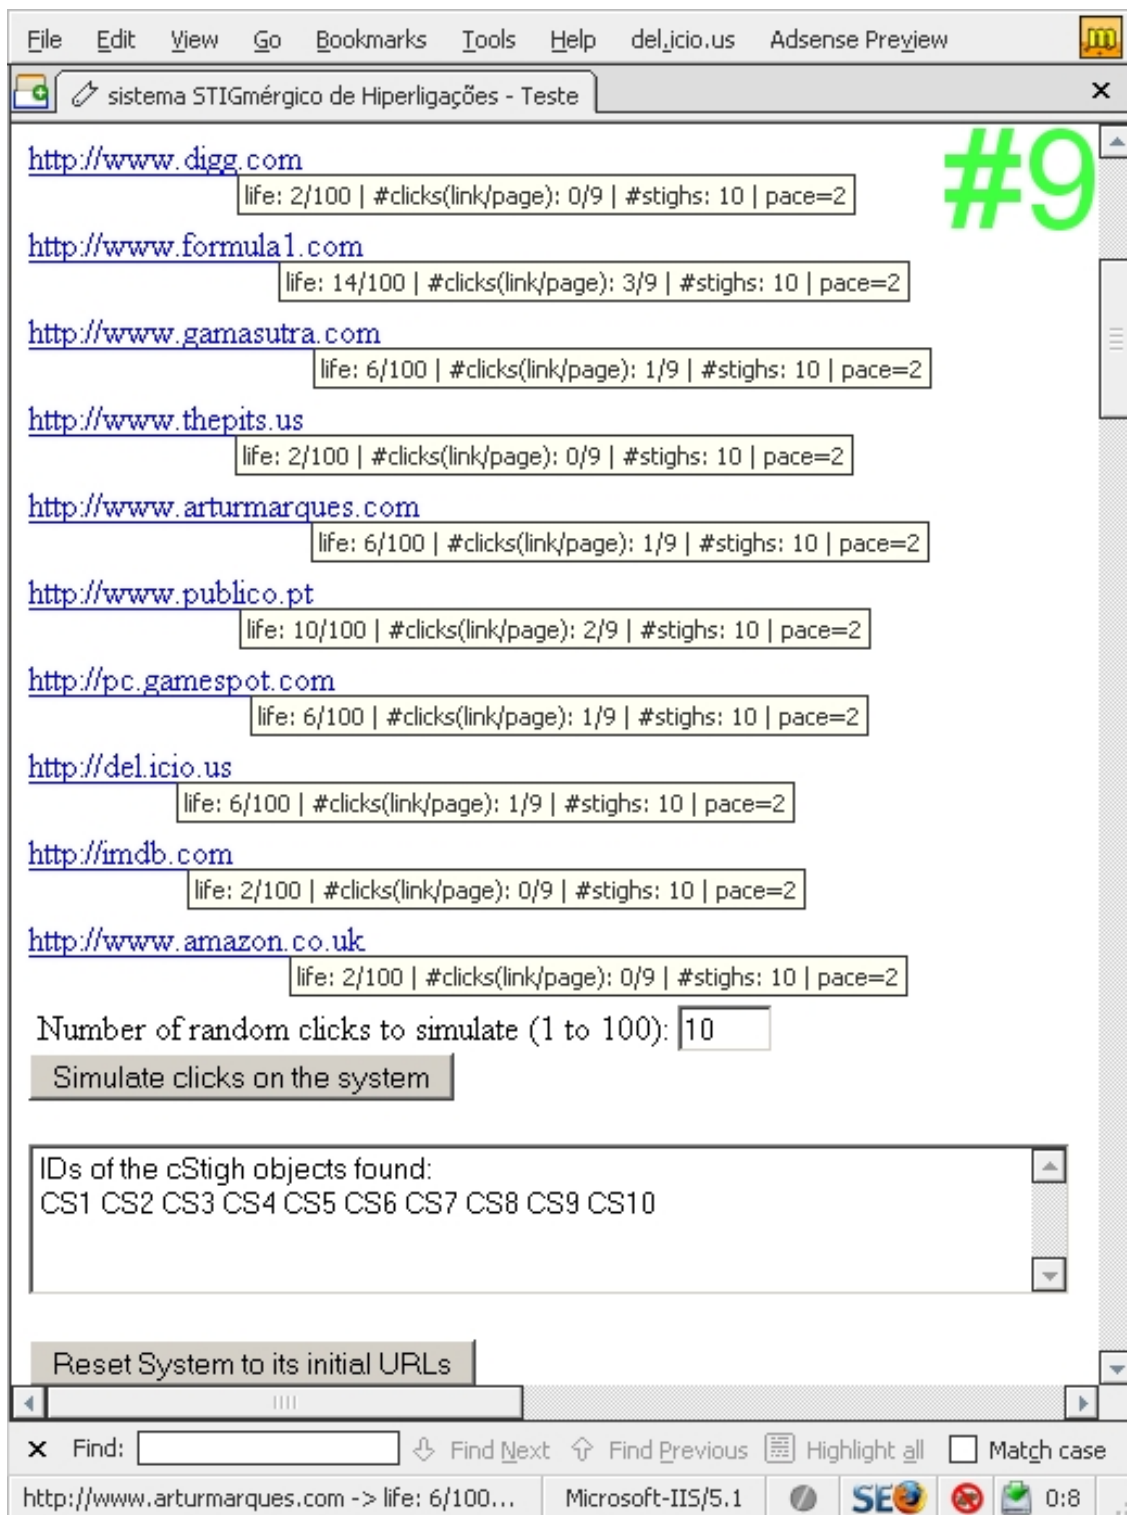 File Edit View Go Bookmarks Tools Help del.icio.us Adsense Preview
sistema STIGmérgico de Hiperligações - Teste
#9
http://www.digg.com
life: 2/100 | #clicks(link/page): 0/9 | #stighs: 10 | pace=2
http://www.formula1.com
life: 14/100 | #clicks(link/page): 3/9 | #stighs: 10 | pace=2
http://www.gamasutra.com
life: 6/100 | #clicks(link/page): 1/9 | #stighs: 10 | pace=2
http://www.thepits.us
life: 2/100 | #clicks(link/page): 0/9 | #stighs: 10 | pace=2
http://www.arturmarques.com
life: 6/100 | #clicks(link/page): 1/9 | #stighs: 10 | pace=2
http://www.publico.pt
life: 10/100 | #clicks(link/page): 2/9 | #stighs: 10 | pace=2
http://pc.gamespot.com
life: 6/100 | #clicks(link/page): 1/9 | #stighs: 10 | pace=2
http://del.icio.us
life: 6/100 | #clicks(link/page): 1/9 | #stighs: 10 | pace=2
http://imdb.com
life: 2/100 | #clicks(link/page): 0/9 | #stighs: 10 | pace=2
http://www.amazon.co.uk
life: 2/100 | #clicks(link/page): 0/9 | #stighs: 10 | pace=2
Number of random clicks to simulate (1 to 100): 10
Simulate clicks on the system
IDs of the cStigh objects found:
CS1 CS2 CS3 CS4 CS5 CS6 CS7 CS8 CS9 CS10
Reset System to its initial URLs
Find: Find Next Find Previous Highlight all Match case
http://www.arturmarques.com -> life: 6/100... Microsoft-IIS/5.1 SEO 0:8